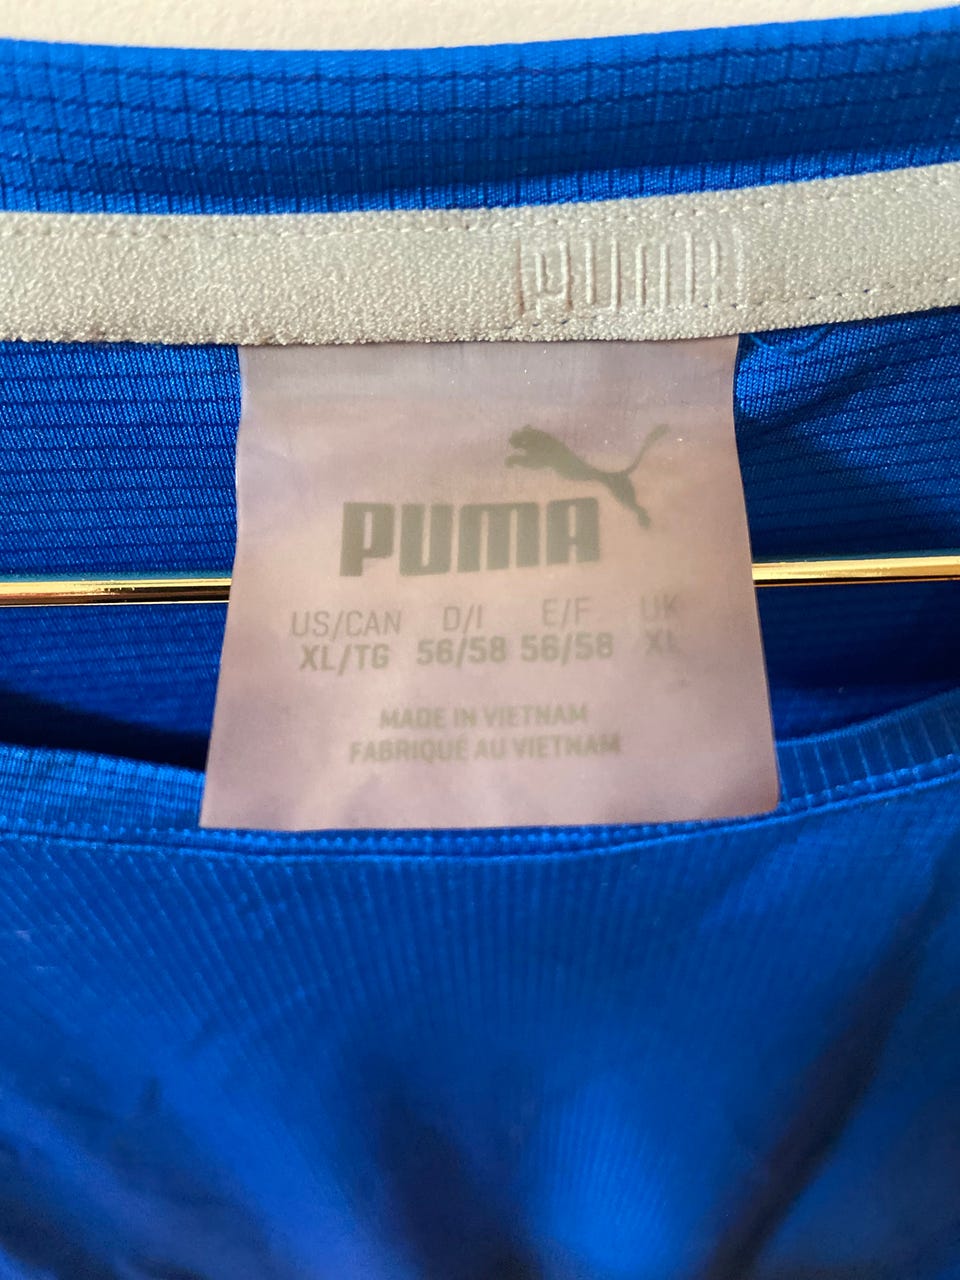 PUMA
PUMA
US/CAN D/I E/F UK
XL/TG 56/58 56/58 XL
MADE IN VIETNAM
FABRIQUÉ AU VIETNAM